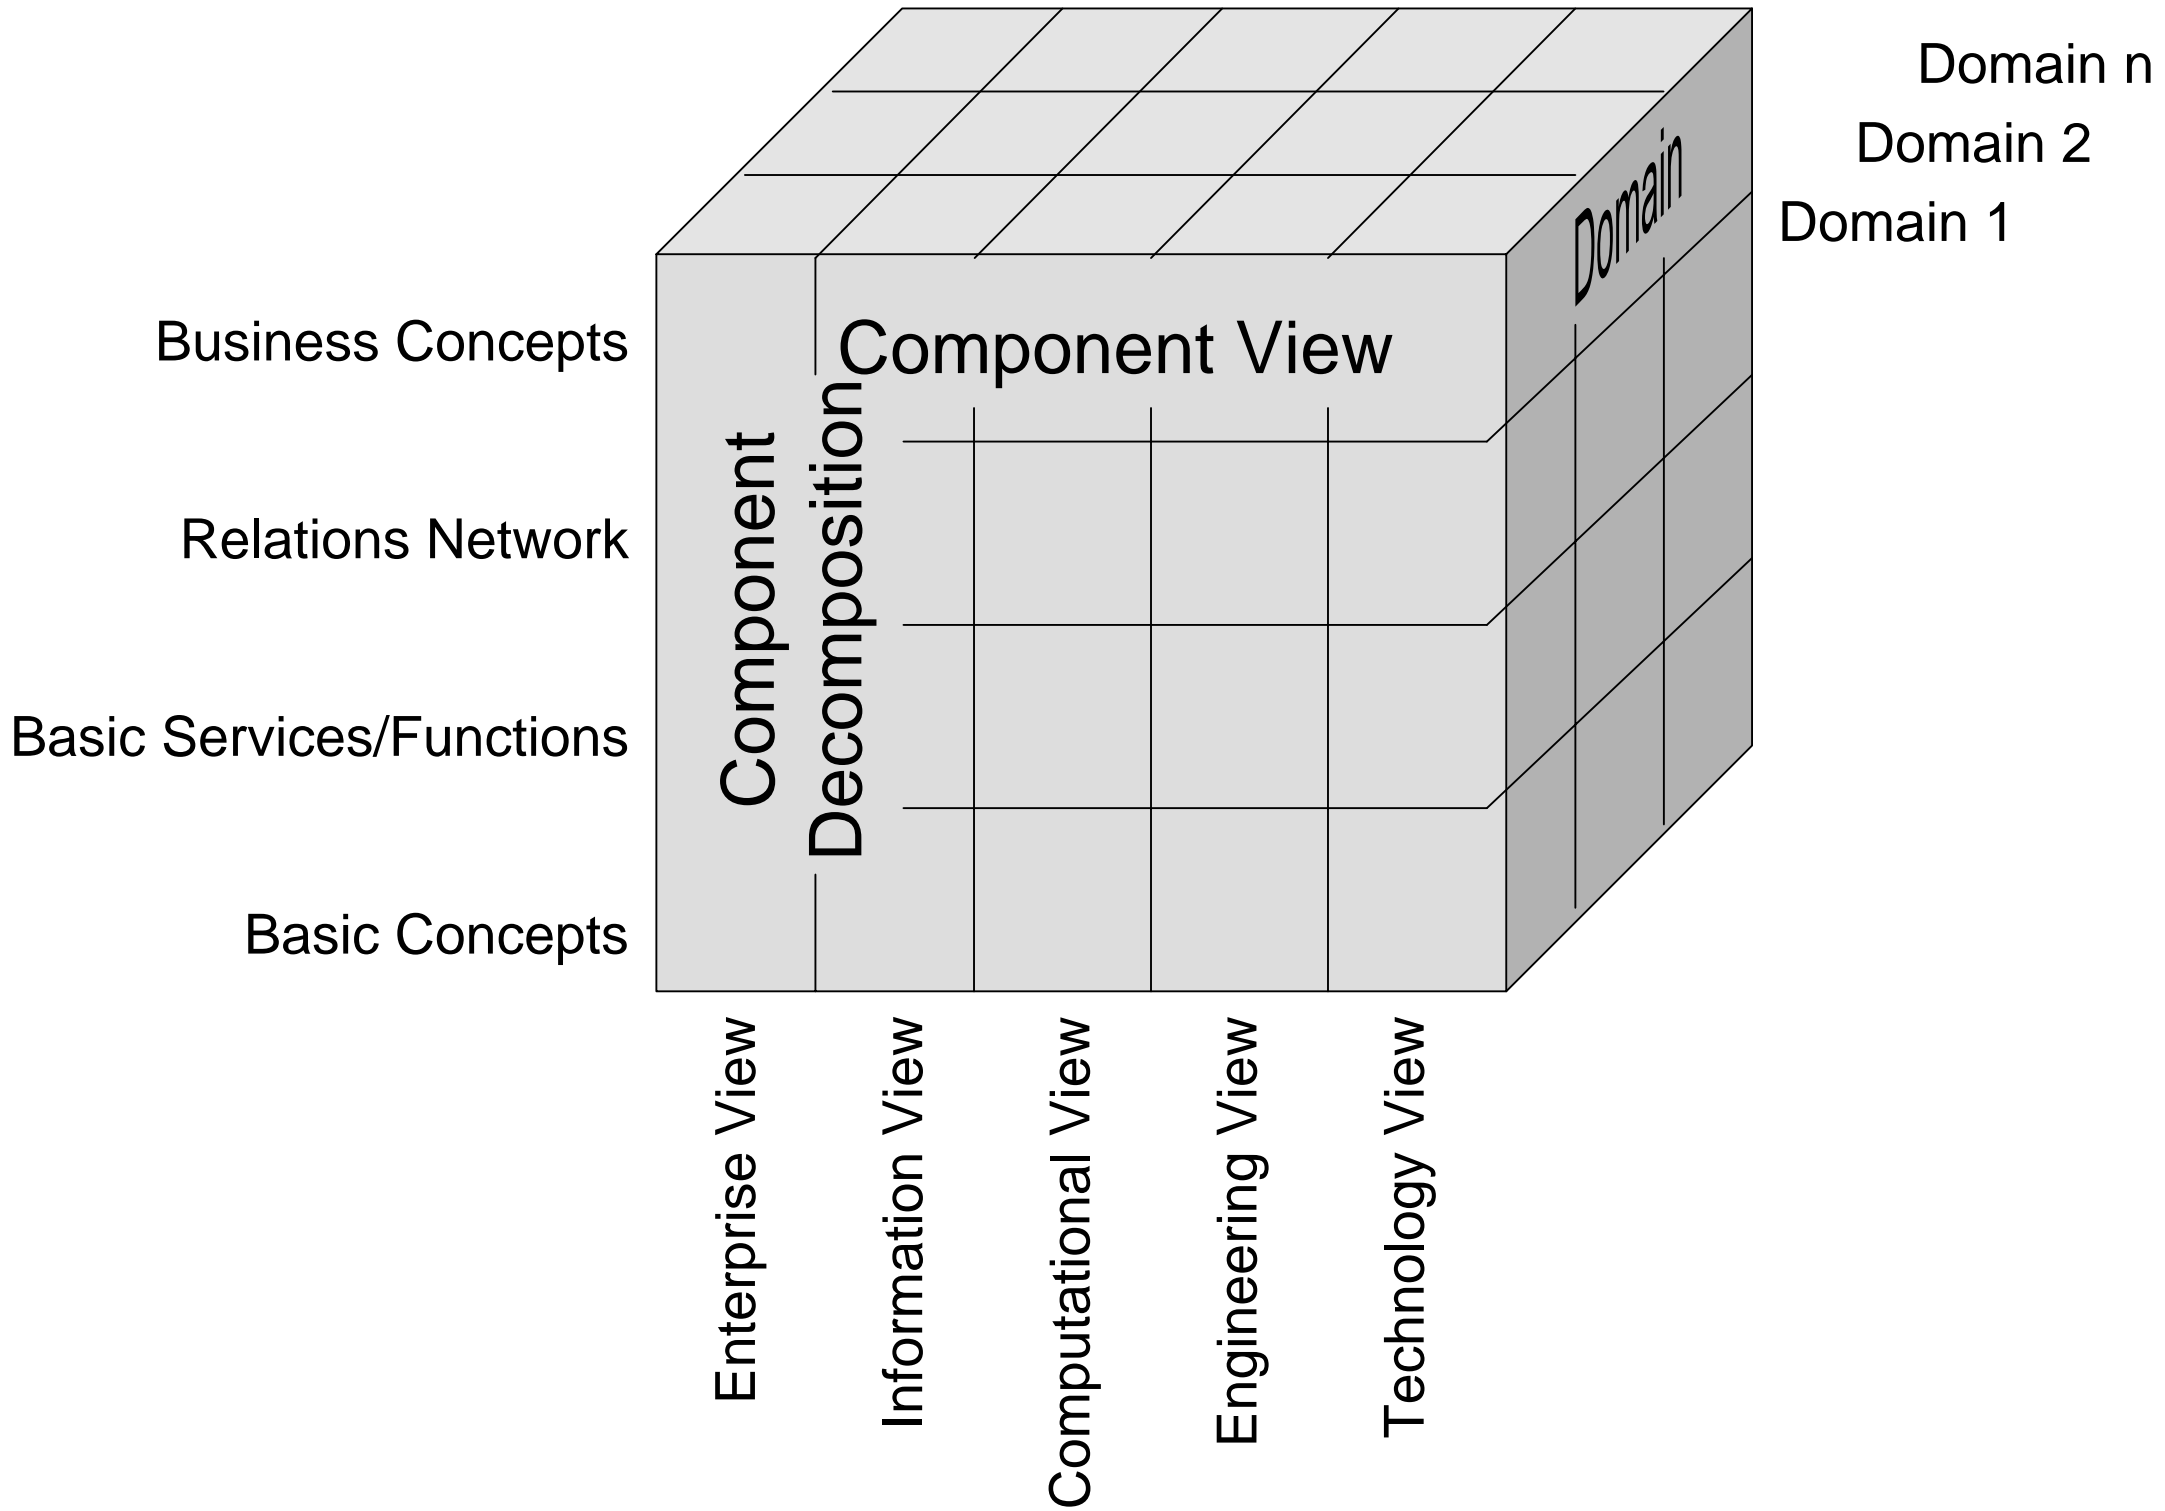 Domain n
Domain 2
Domain 1
Domain
Component View
Component
Decomposition
Business Concepts
Relations Network
Basic Services/Functions
Basic Concepts
Enterprise View
Information View
Computational View
Engineering View
Technology View